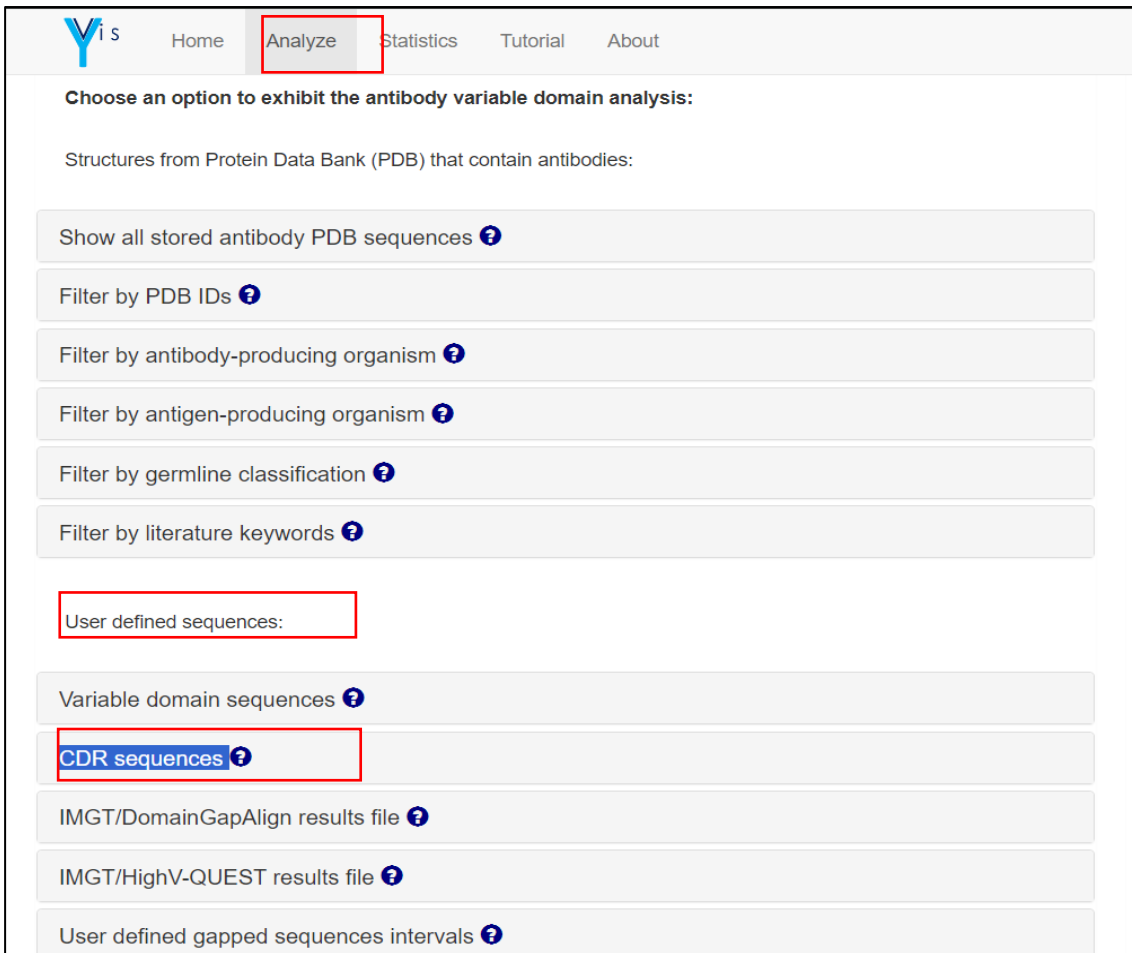 Yis
Home Analyze Statistics Tutorial About
Choose an option to exhibit the antibody variable domain analysis:
Structures from Protein Data Bank (PDB) that contain antibodies:
Show all stored antibody PDB sequences ?
Filter by PDB IDs ?
Filter by antibody-producing organism ?
Filter by antigen-producing organism ?
Filter by germline classification ?
Filter by literature keywords ?
User defined sequences:
Variable domain sequences ?
CDR sequences ?
IMGT/DomainGapAlign results file ?
IMGT/HighV-QUEST results file ?
User defined gapped sequences intervals ?